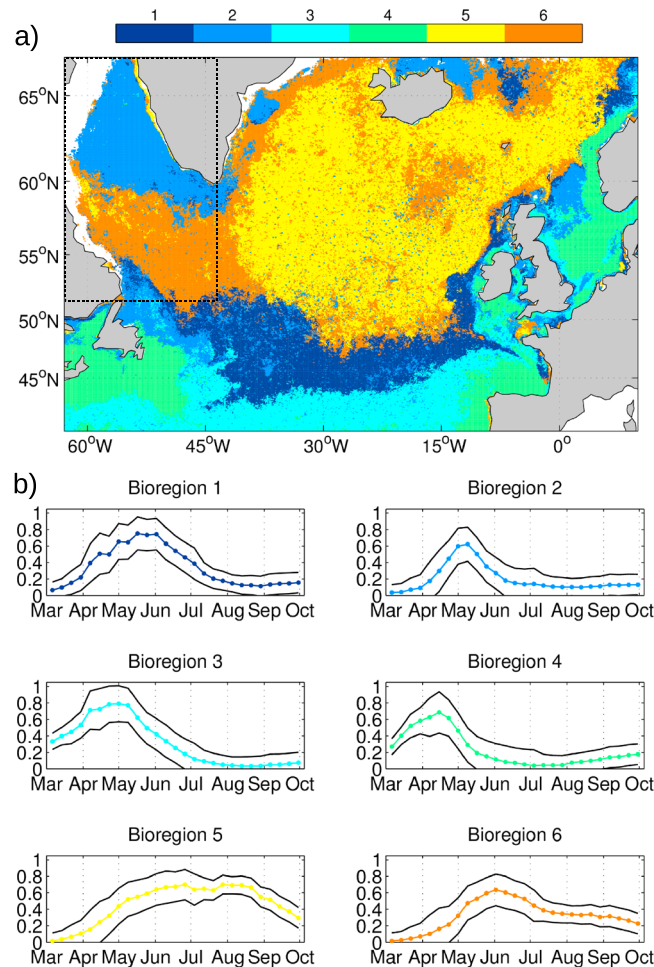 1 2 3 4 5 6
a)
65°N
60°N
55°N
50°N
45°N
60°W 45°W 30°W 15°W 0°
b)
Bioregion 1 Bioregion 2
1 1
0.8 0.8
0.6 0.6
0.4 0.4
0.2 0.2
0 0
Mar Apr May Jun Jul Aug Sep Oct Mar Apr May Jun Jul Aug Sep Oct
Bioregion 3 Bioregion 4
1 1
0.8 0.8
0.6 0.6
0.4 0.4
0.2 0.2
0 0
Mar Apr May Jun Jul Aug Sep Oct Mar Apr May Jun Jul Aug Sep Oct
Bioregion 5 Bioregion 6
1 1
0.8 0.8
0.6 0.6
0.4 0.4
0.2 0.2
0 0
Mar Apr May Jun Jul Aug Sep Oct Mar Apr May Jun Jul Aug Sep Oct